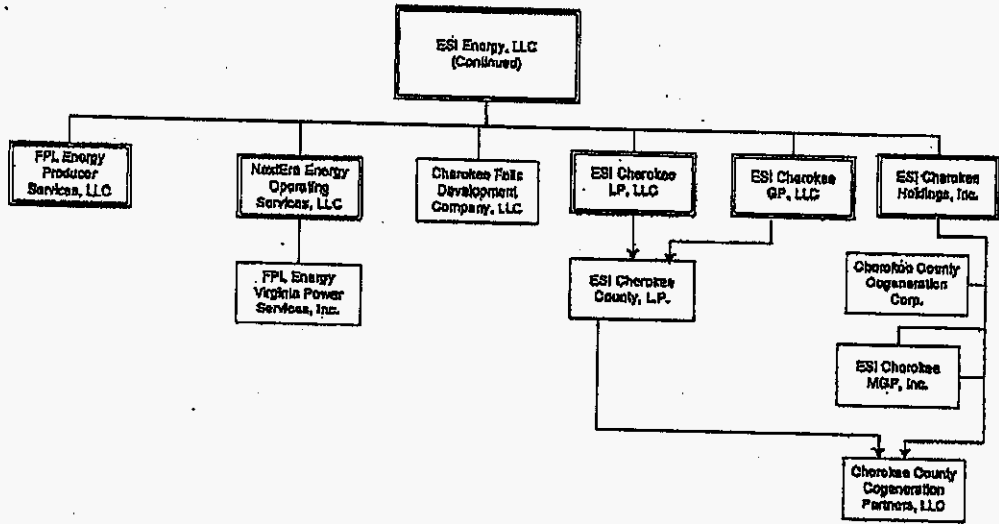 ESI Energy, LLC
(Continued)
FPL Energy
Producer
Services, LLC
NextEra Energy
Operating
Services, LLC
Cherokee Falls
Development
Company, LLC
ESI Cherokee
LP, LLC
ESI Cherokee
GP, LLC
ESI Cherokee
Holdings, Inc.
FPL Energy
Virginia Power
Services, Inc.
ESI Cherokee
County, L.P.
Cherokee County
Cogeneration
Corp.
ESI Cherokee
MGP, Inc.
Cherokee County
Cogeneration
Partners, LLC